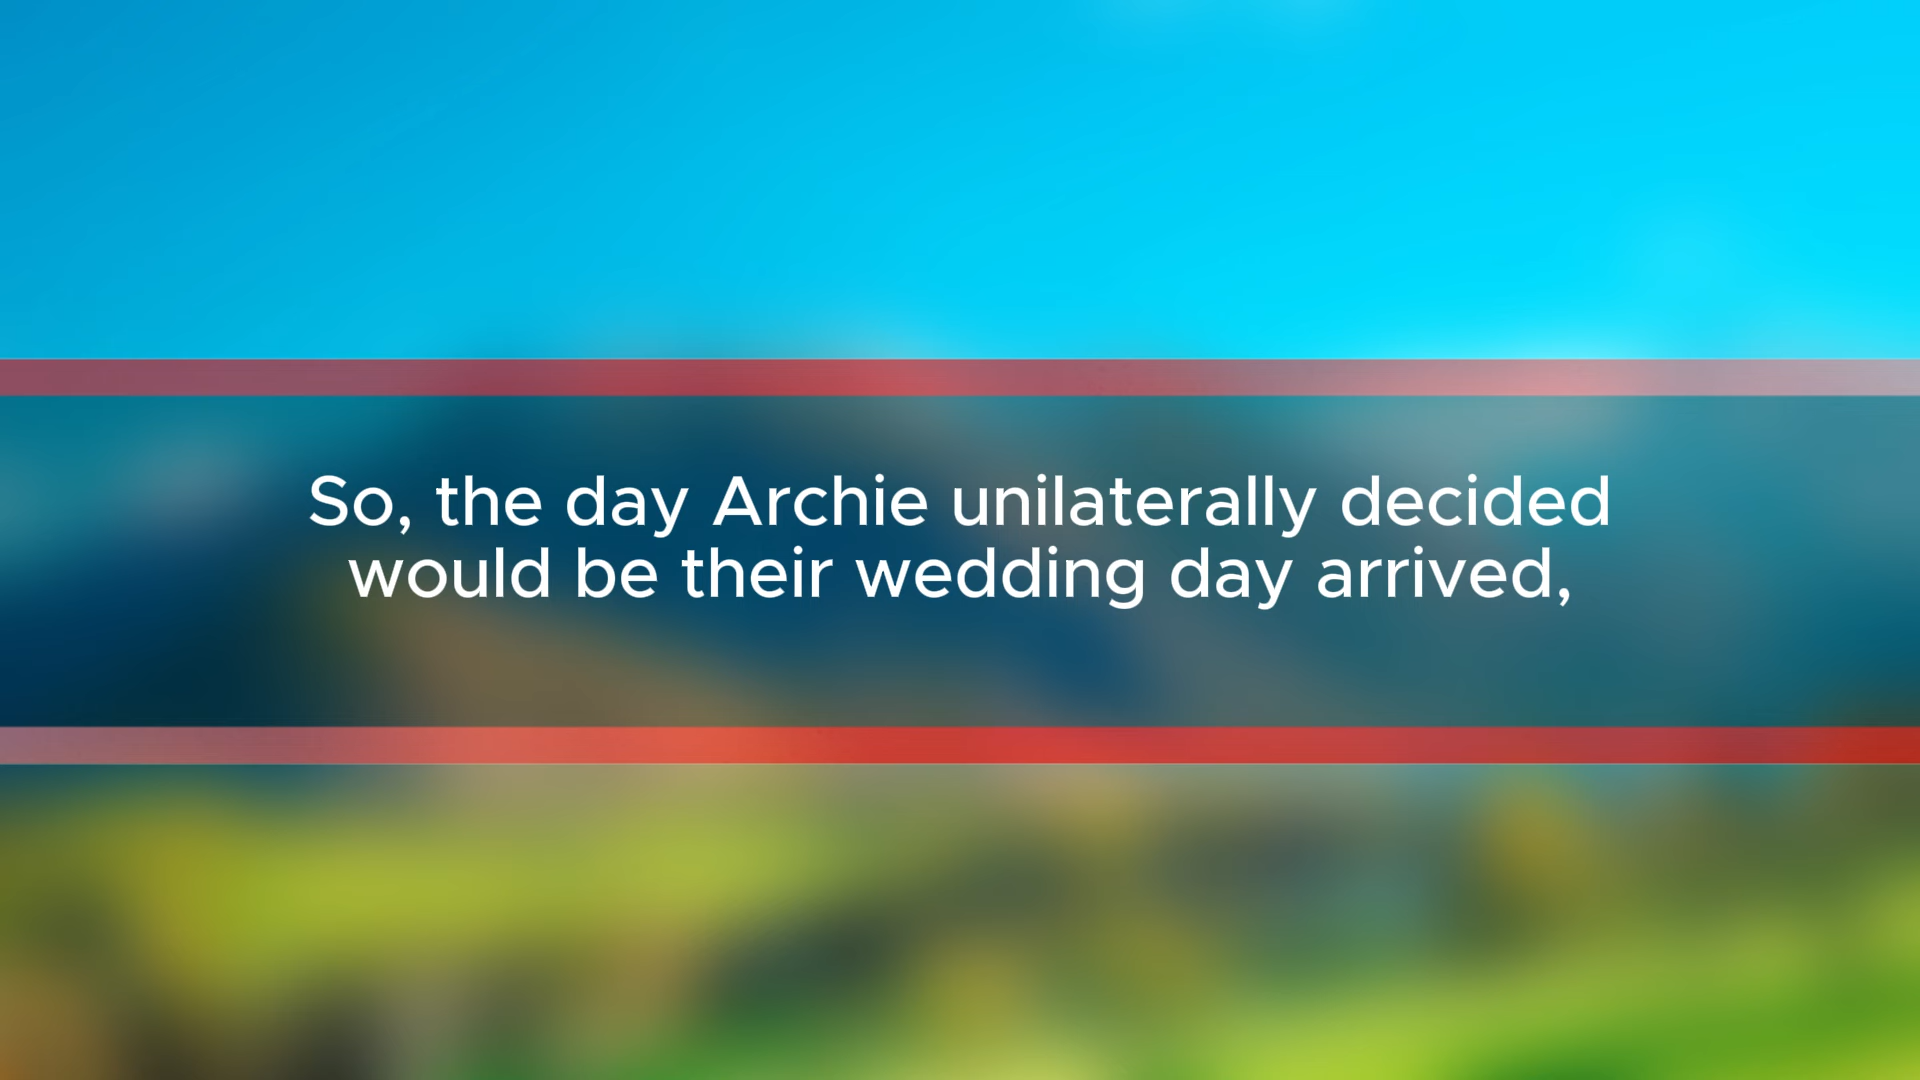 So, the day Archie unilaterally decided
would be their wedding day arrived,